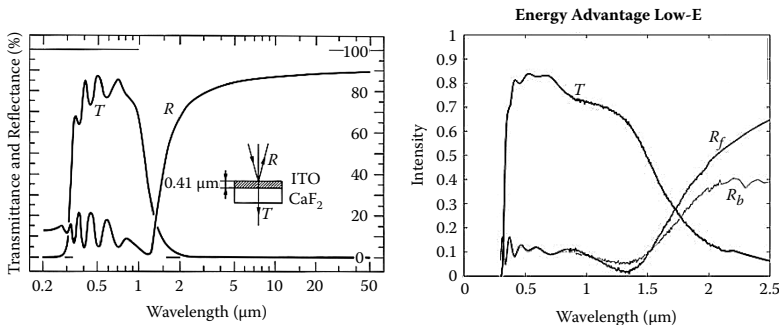 Transmittance and Reflectance (%)
100
80
60
40
20
0
T
R
0.41 μm
R
ITO
CaF2
T
0.2
0.5
1
2
5
10
20
50
Wavelength (μm)
Energy Advantage Low-E
Intensity
1
0.9
0.8
0.7
0.6
0.5
0.4
0.3
0.2
0.1
0
T
Rf
Rb
0
0.5
1
1.5
2
2.5
Wavelength (μm)